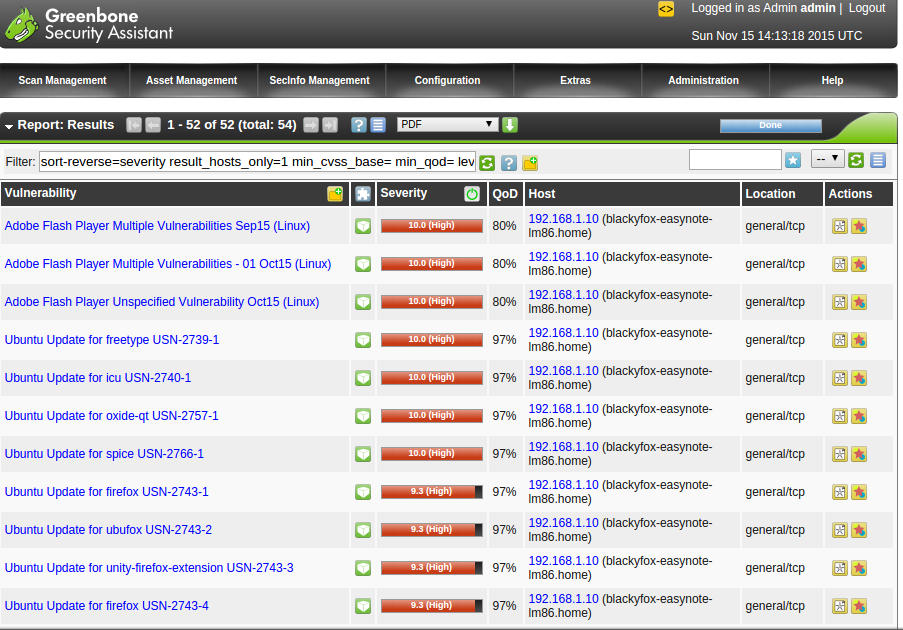 Greenbone
Security Assistant
<> Logged in as Admin admin | Logout
Sun Nov 15 14:13:18 2015 UTC
Scan Management Asset Management SecInfo Management Configuration Extras Administration Help
Report: Results 1 - 52 of 52 (total: 54) ? PDF Done
Filter: sort-reverse=severity result_hosts_only=1 min_cvss_base= min_qod= lev ? --
Vulnerability Severity QoD Host Location Actions
Adobe Flash Player Multiple Vulnerabilities Sep15 (Linux) 10.0 (High) 80% 192.168.1.10 (blackyfox-easynote- general/tcp
lm86.home)
Adobe Flash Player Multiple Vulnerabilities - 01 Oct15 (Linux) 10.0 (High) 80% 192.168.1.10 (blackyfox-easynote- general/tcp
lm86.home)
Adobe Flash Player Unspecified Vulnerability Oct15 (Linux) 10.0 (High) 80% 192.168.1.10 (blackyfox-easynote- general/tcp
lm86.home)
Ubuntu Update for freetype USN-2739-1 10.0 (High) 97% 192.168.1.10 (blackyfox-easynote- general/tcp
lm86.home)
Ubuntu Update for icu USN-2740-1 10.0 (High) 97% 192.168.1.10 (blackyfox-easynote- general/tcp
lm86.home)
Ubuntu Update for oxide-qt USN-2757-1 10.0 (High) 97% 192.168.1.10 (blackyfox-easynote- general/tcp
lm86.home)
Ubuntu Update for spice USN-2766-1 10.0 (High) 97% 192.168.1.10 (blackyfox-easynote- general/tcp
lm86.home)
Ubuntu Update for firefox USN-2743-1 9.3 (High) 97% 192.168.1.10 (blackyfox-easynote- general/tcp
lm86.home)
Ubuntu Update for ubufox USN-2743-2 9.3 (High) 97% 192.168.1.10 (blackyfox-easynote- general/tcp
lm86.home)
Ubuntu Update for unity-firefox-extension USN-2743-3 9.3 (High) 97% 192.168.1.10 (blackyfox-easynote- general/tcp
lm86.home)
Ubuntu Update for firefox USN-2743-4 9.3 (High) 97% 192.168.1.10 (blackyfox-easynote- general/tcp
lm86.home)